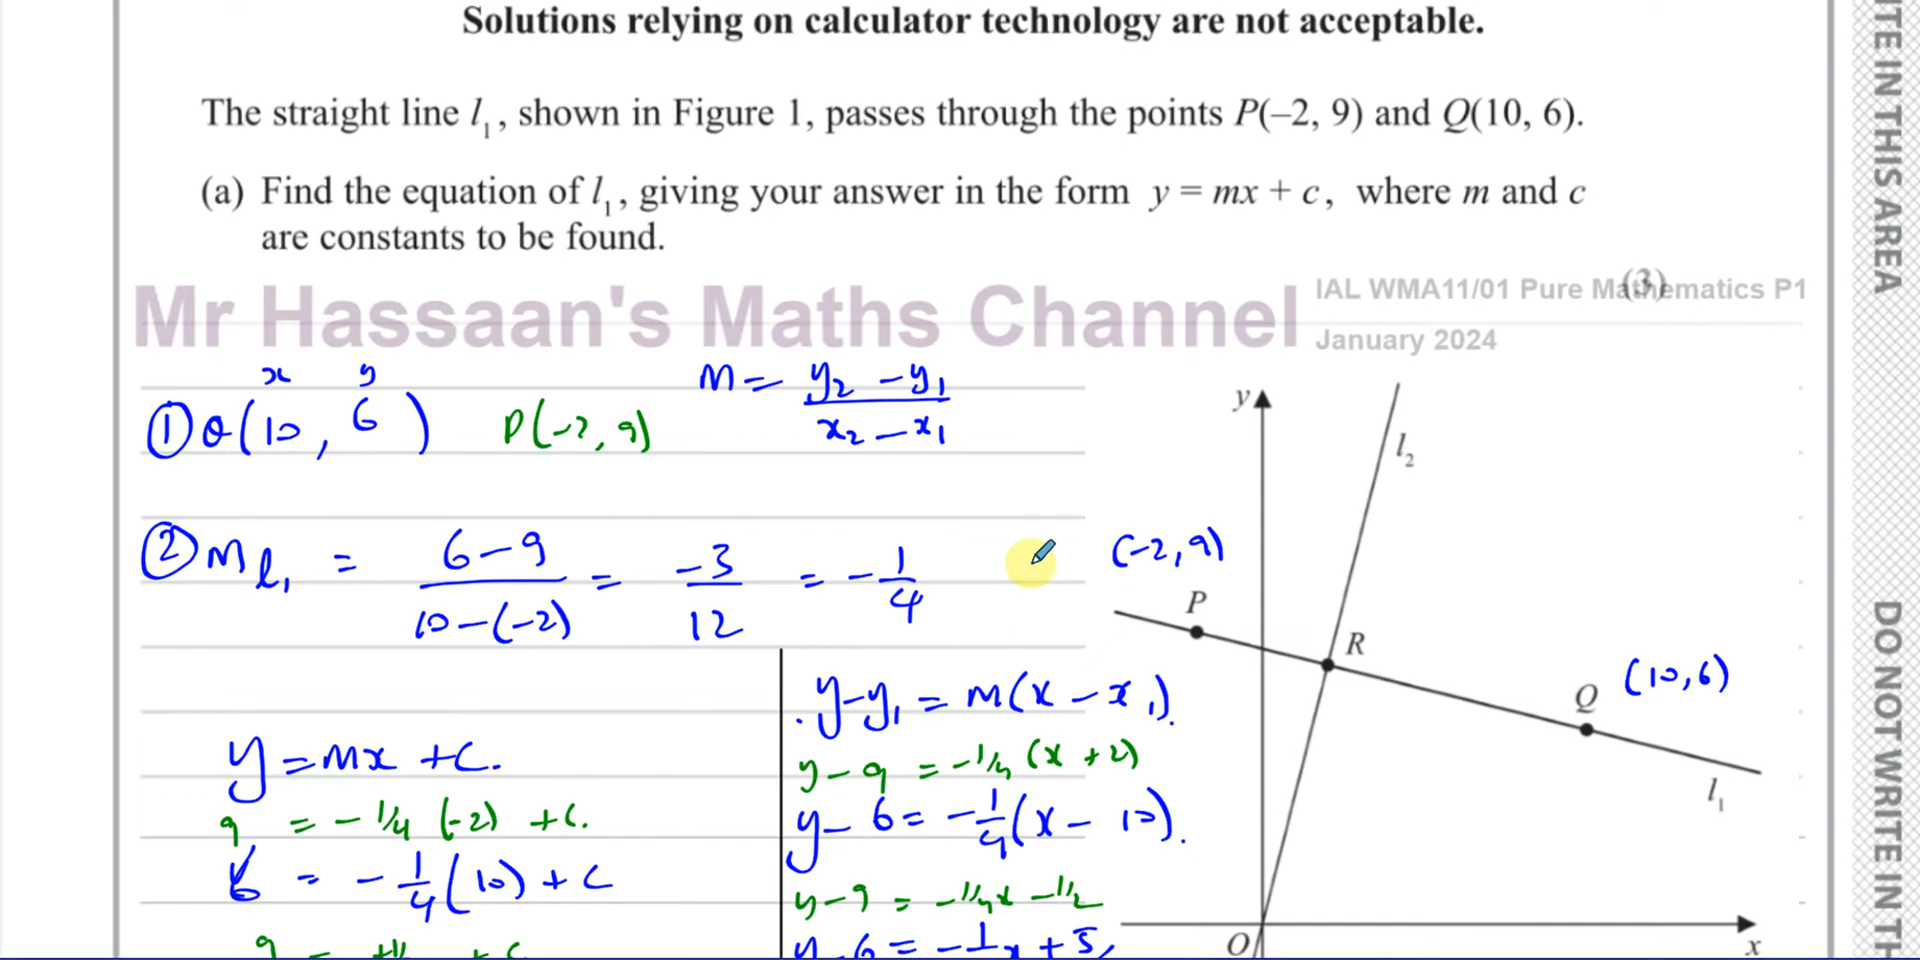 Solutions relying on calculator technology are not acceptable.
The straight line l₁, shown in Figure 1, passes through the points P(–2, 9) and Q(10, 6).
(a) Find the equation of l₁, giving your answer in the form y = mx + c, where m and c
are constants to be found.
(3)
Mr Hassaan's Maths Channel
IAL WMA11/01 Pure Mathematics P1
January 2024
x y
① Q(10, 6) P(-2, 9)
M = y₂ - y₁ / x₂ - x₁
② M l₁ = 6-9 / 10-(-2) = -3 / 12 = -1/4
y = mx + c.
9 = -1/4 (-2) + c.
6 = -1/4 (10) + c
y - y₁ = m(x - x₁).
y - 9 = -1/4 (x + 2)
y - 6 = -1/4 (x - 10).
y - 9 = -1/4x - 1/2
y
l₂
(-2, 9)
P
R
Q
(10, 6)
l₁
O
x
ITE IN THIS AREA
DO NOT WRITE IN TH